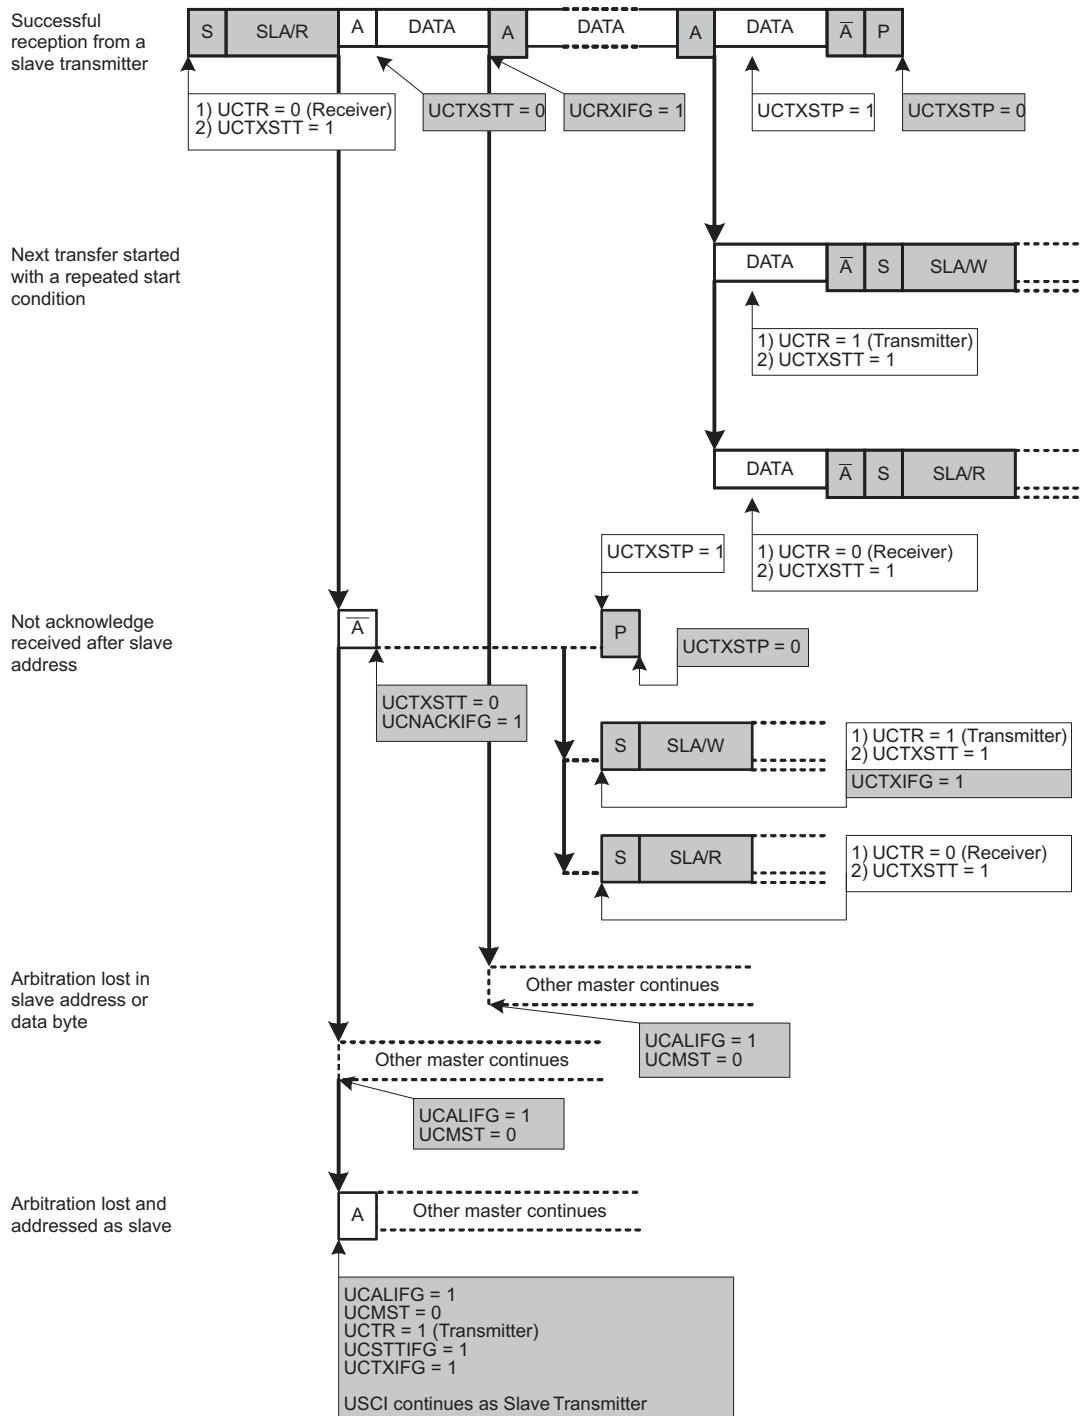 Successful
reception from a
slave transmitter
S SLA/R A DATA A DATA A DATA A̅ P
1) UCTR = 0 (Receiver)
2) UCTXSTT = 1
UCTXSTT = 0
UCRXIFG = 1
UCTXSTP = 1
UCTXSTP = 0
Next transfer started
with a repeated start
condition
DATA A̅ S SLA/W
1) UCTR = 1 (Transmitter)
2) UCTXSTT = 1
DATA A̅ S SLA/R
1) UCTR = 0 (Receiver)
2) UCTXSTT = 1
UCTXSTP = 1
Not acknowledge
received after slave
address
A̅
P
UCTXSTP = 0
UCTXSTT = 0
UCNACKIFG = 1
S SLA/W
1) UCTR = 1 (Transmitter)
2) UCTXSTT = 1
UCTXIFG = 1
S SLA/R
1) UCTR = 0 (Receiver)
2) UCTXSTT = 1
Arbitration lost in
slave address or
data byte
Other master continues
UCALIFG = 1
UCMST = 0
Other master continues
UCALIFG = 1
UCMST = 0
Arbitration lost and
addressed as slave
A Other master continues
UCALIFG = 1
UCMST = 0
UCTR = 1 (Transmitter)
UCSTTIFG = 1
UCTXIFG = 1
USCI continues as Slave Transmitter